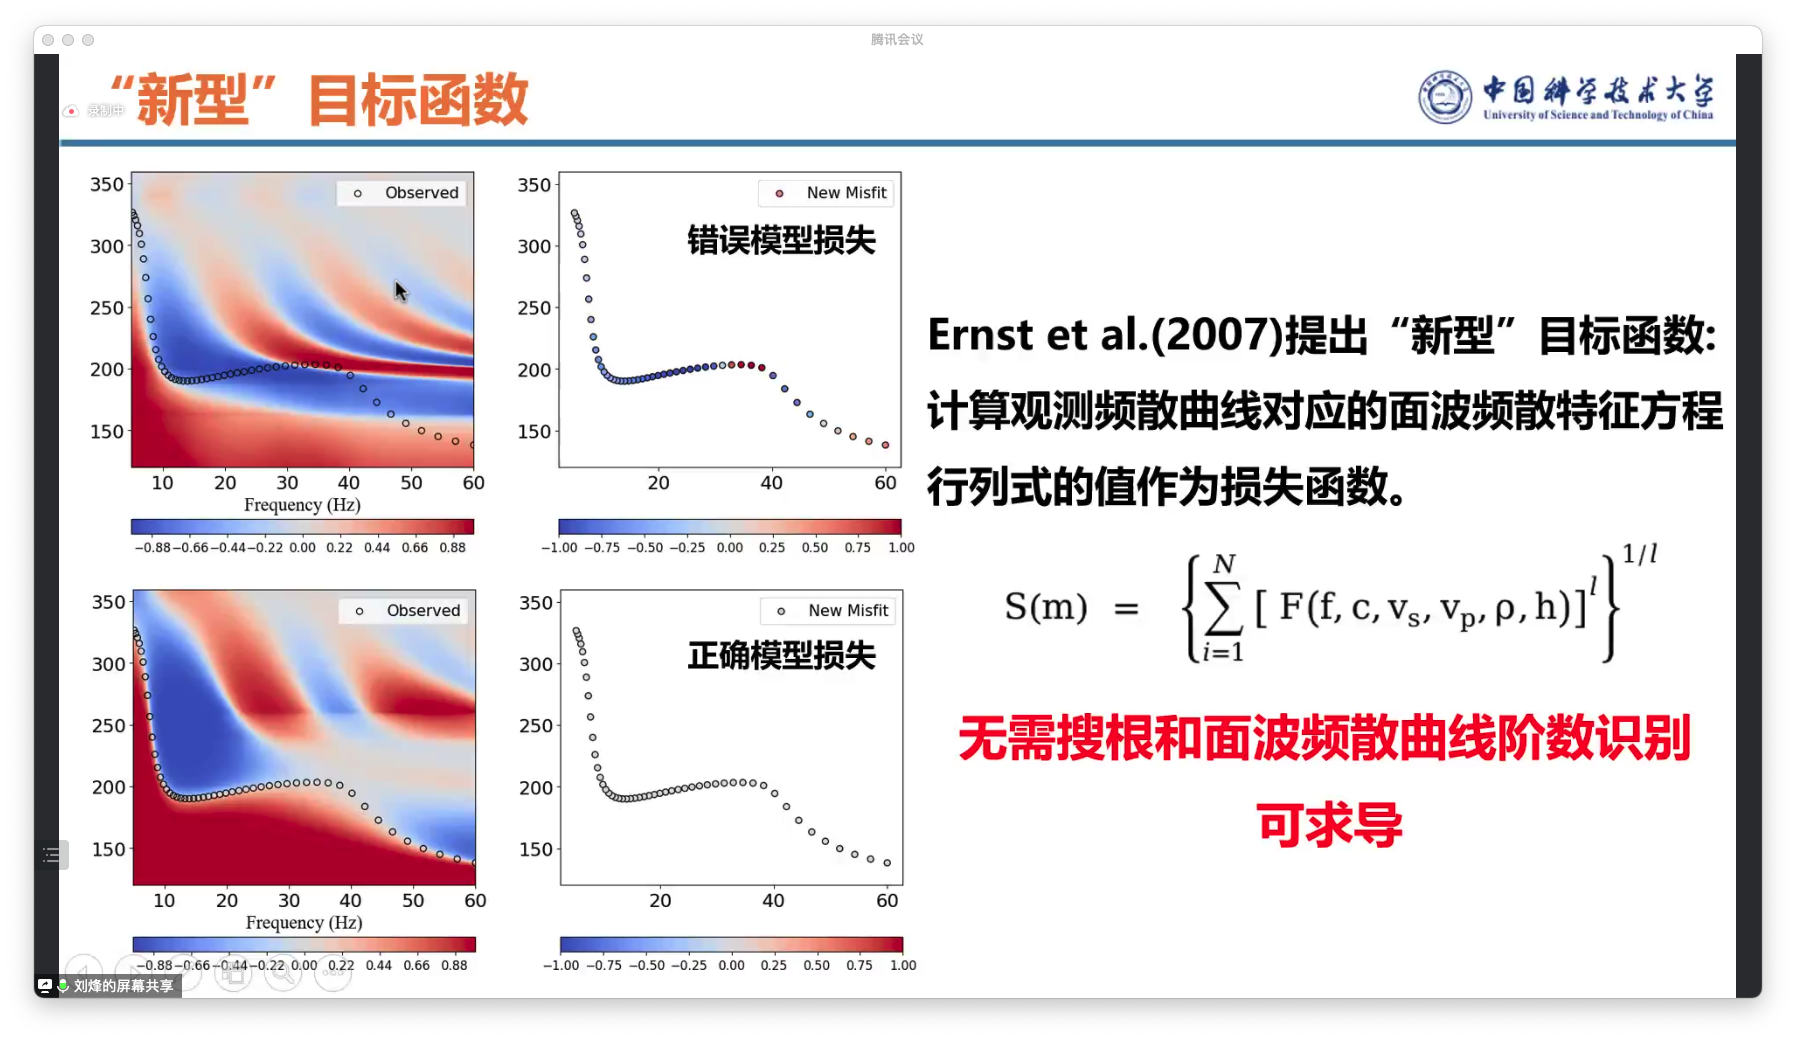 腾讯会议
“新型”目标函数
录制中
中国科学技术大学
University of Science and Technology of China
350
300
250
200
150
Observed
10 20 30 40 50 60
Frequency (Hz)
−0.88 −0.66 −0.44 −0.22 0.00 0.22 0.44 0.66 0.88
350
300
250
200
150
New Misfit
错误模型损失
20 40 60
−1.00 −0.75 −0.50 −0.25 0.00 0.25 0.50 0.75 1.00
350
300
250
200
150
Observed
10 20 30 40 50 60
Frequency (Hz)
−0.88 −0.66 −0.44 −0.22 0.00 0.22 0.44 0.66 0.88
350
300
250
200
150
New Misfit
正确模型损失
20 40 60
−1.00 −0.75 −0.50 −0.25 0.00 0.25 0.50 0.75 1.00
Ernst et al.(2007)提出“新型”目标函数:
计算观测频散曲线对应的面波频散特征方程
行列式的值作为损失函数。
S(m) = {∑_{i=1}^{N} [ F(f, c, v_s, v_p, ρ, h)]^l}^{1/l}
无需搜根和面波频散曲线阶数识别
可求导
刘烽的屏幕共享